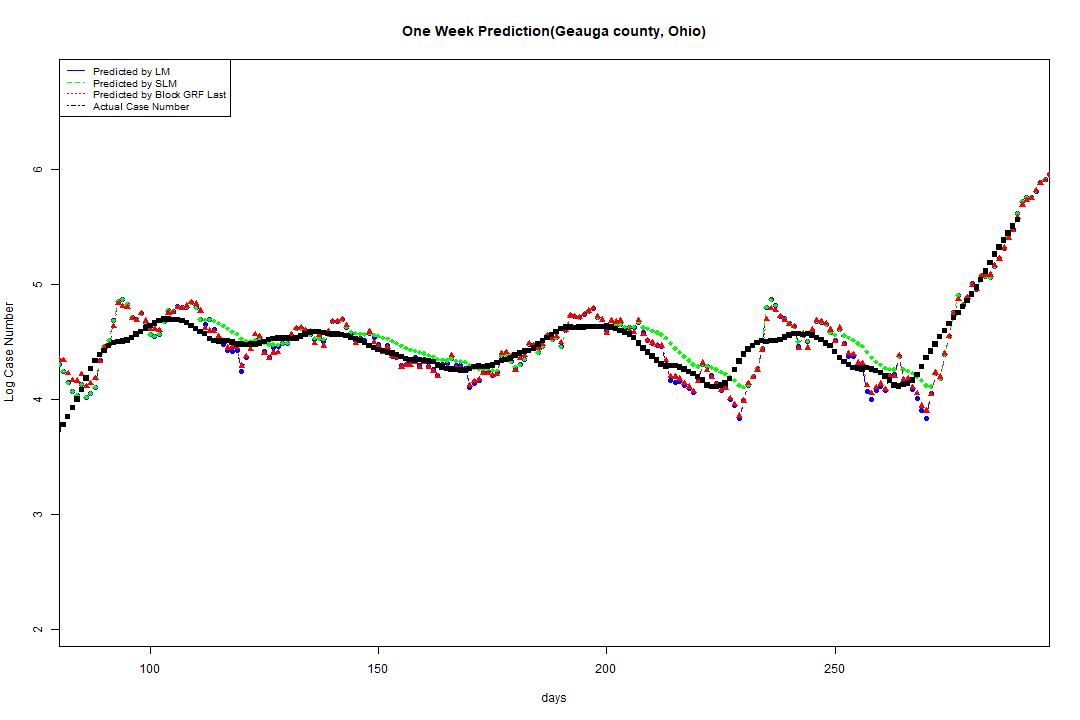 One Week Prediction(Geauga county, Ohio)
Predicted by LM
Predicted by SLM
Predicted by Block GRF Last
Actual Case Number
6
5
4
3
2
Log Case Number
100
150
200
250
days